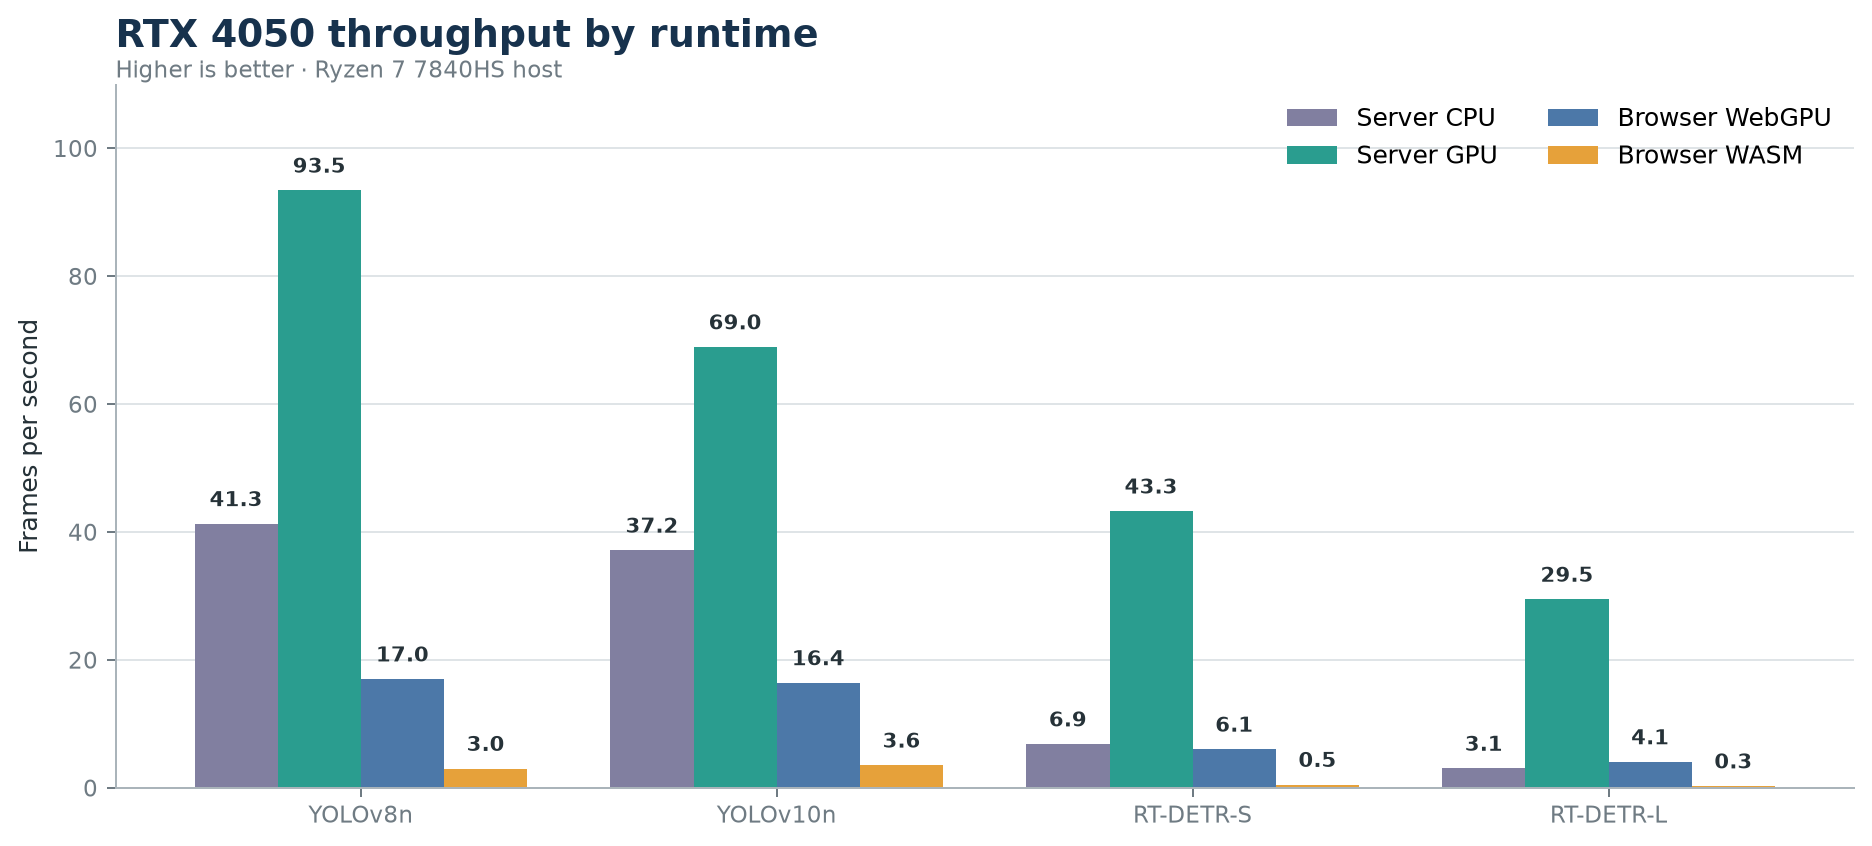 RTX 4050 throughput by runtime
Higher is better · Ryzen 7 7840HS host
Server CPU
Server GPU
Browser WebGPU
Browser WASM
Frames per second
100
80
60
40
20
0
41.3
93.5
17.0
3.0
37.2
69.0
16.4
3.6
6.9
43.3
6.1
0.5
3.1
29.5
4.1
0.3
YOLOv8n
YOLOv10n
RT-DETR-S
RT-DETR-L